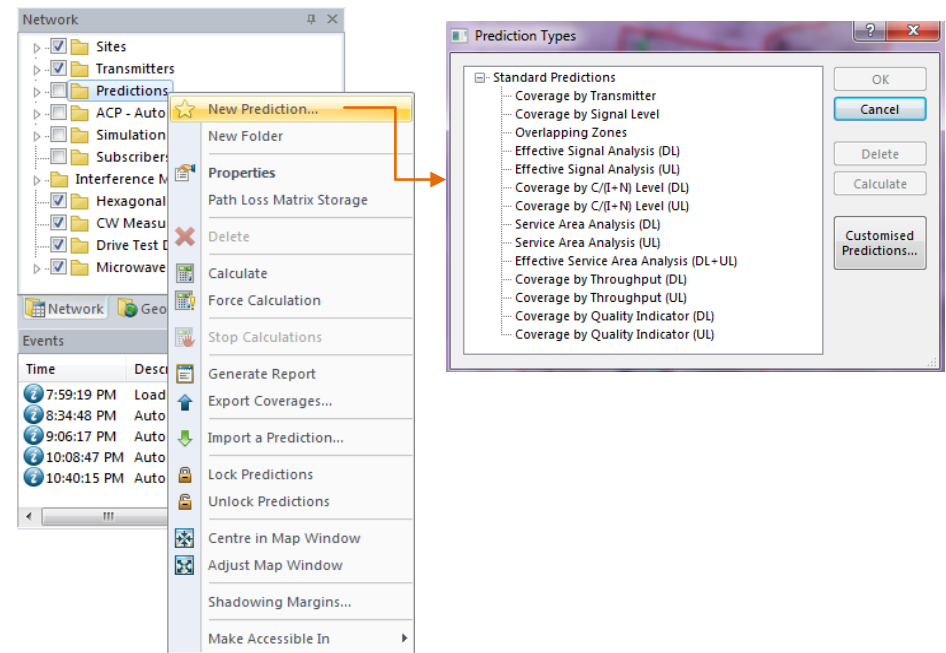 Network
Sites
Transmitters
Predictions
ACP - Auto
Simulation
Subscribers
Interference M
Hexagonal
CW Measu
Drive Test D
Microwave
Network Geo
Events
Time Descr
7:59:19 PM Load
8:34:48 PM Auto
9:06:17 PM Auto
10:08:47 PM Auto
10:40:15 PM Auto
New Prediction...
New Folder
Properties
Path Loss Matrix Storage
Delete
Calculate
Force Calculation
Stop Calculations
Generate Report
Export Coverages...
Import a Prediction...
Lock Predictions
Unlock Predictions
Centre in Map Window
Adjust Map Window
Shadowing Margins...
Make Accessible In
Prediction Types
Standard Predictions
Coverage by Transmitter
Coverage by Signal Level
Overlapping Zones
Effective Signal Analysis (DL)
Effective Signal Analysis (UL)
Coverage by C/(I+N) Level (DL)
Coverage by C/(I+N) Level (UL)
Service Area Analysis (DL)
Service Area Analysis (UL)
Effective Service Area Analysis (DL+UL)
Coverage by Throughput (DL)
Coverage by Throughput (UL)
Coverage by Quality Indicator (DL)
Coverage by Quality Indicator (UL)
OK
Cancel
Delete
Calculate
Customised
Predictions...